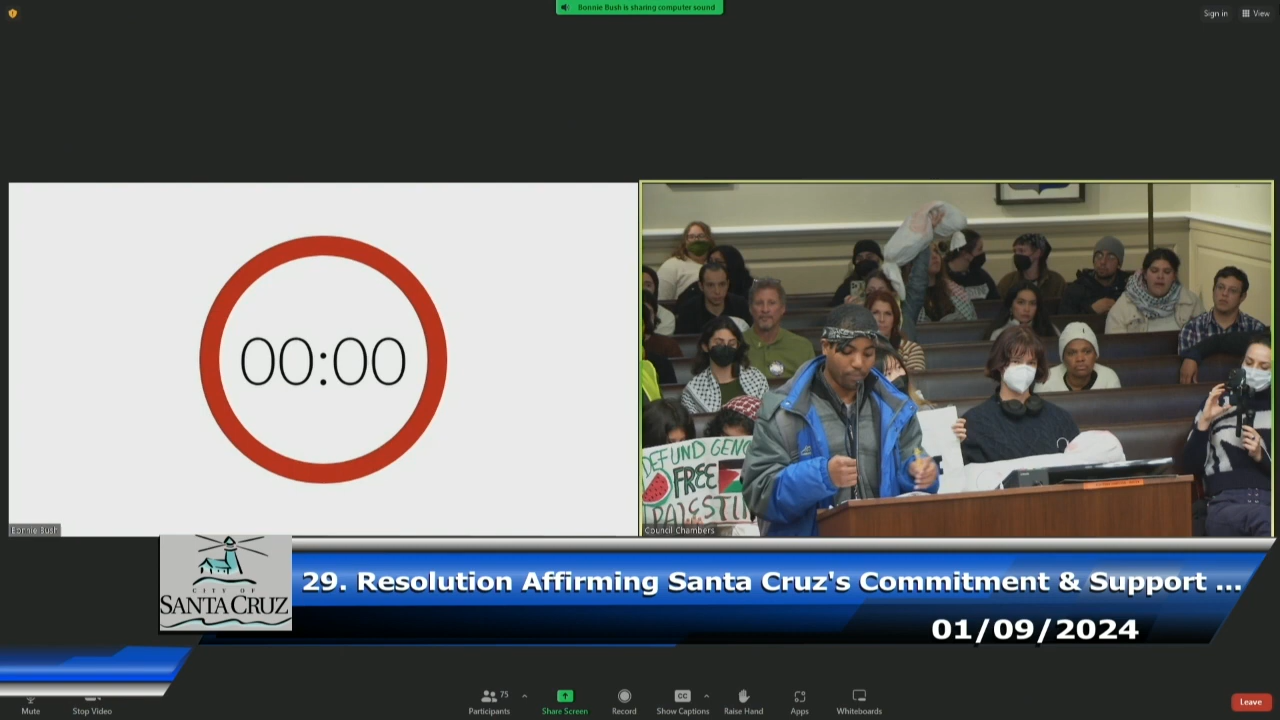 Bonnie Bush is sharing computer sound
Sign in
View
00:00
DEFUND GENO
FREE
PALESTIN
Bonnie Bush
Council Chambers
CITY OF
SANTA CRUZ
29. Resolution Affirming Santa Cruz's Commitment & Support ...
01/09/2024
Mute
Stop Video
Participants
75
Share Screen
CC
Record
Show Captions
Raise Hand
Apps
Whiteboards
Leave